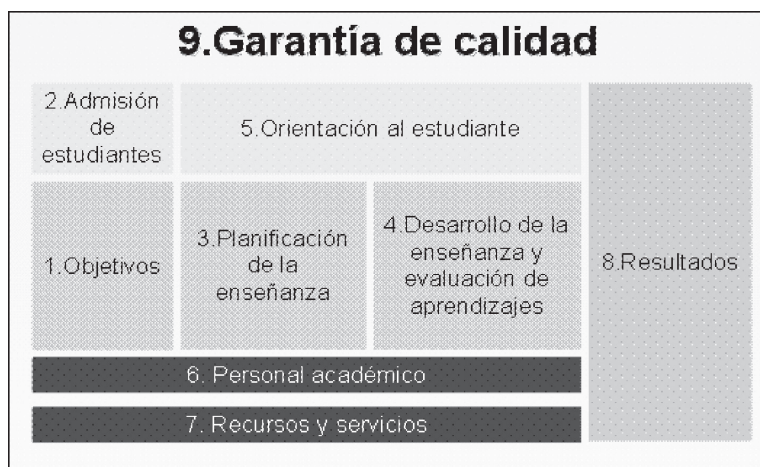 9.Garantía de calidad
2.Admisión
de
estudiantes
5.Orientación al estudiante
1.Objetivos
3.Planificación
de la
enseñanza
4.Desarrollo de la
enseñanza y
evaluación de
aprendizajes
8.Resultados
6. Personal académico
7. Recursos y servicios